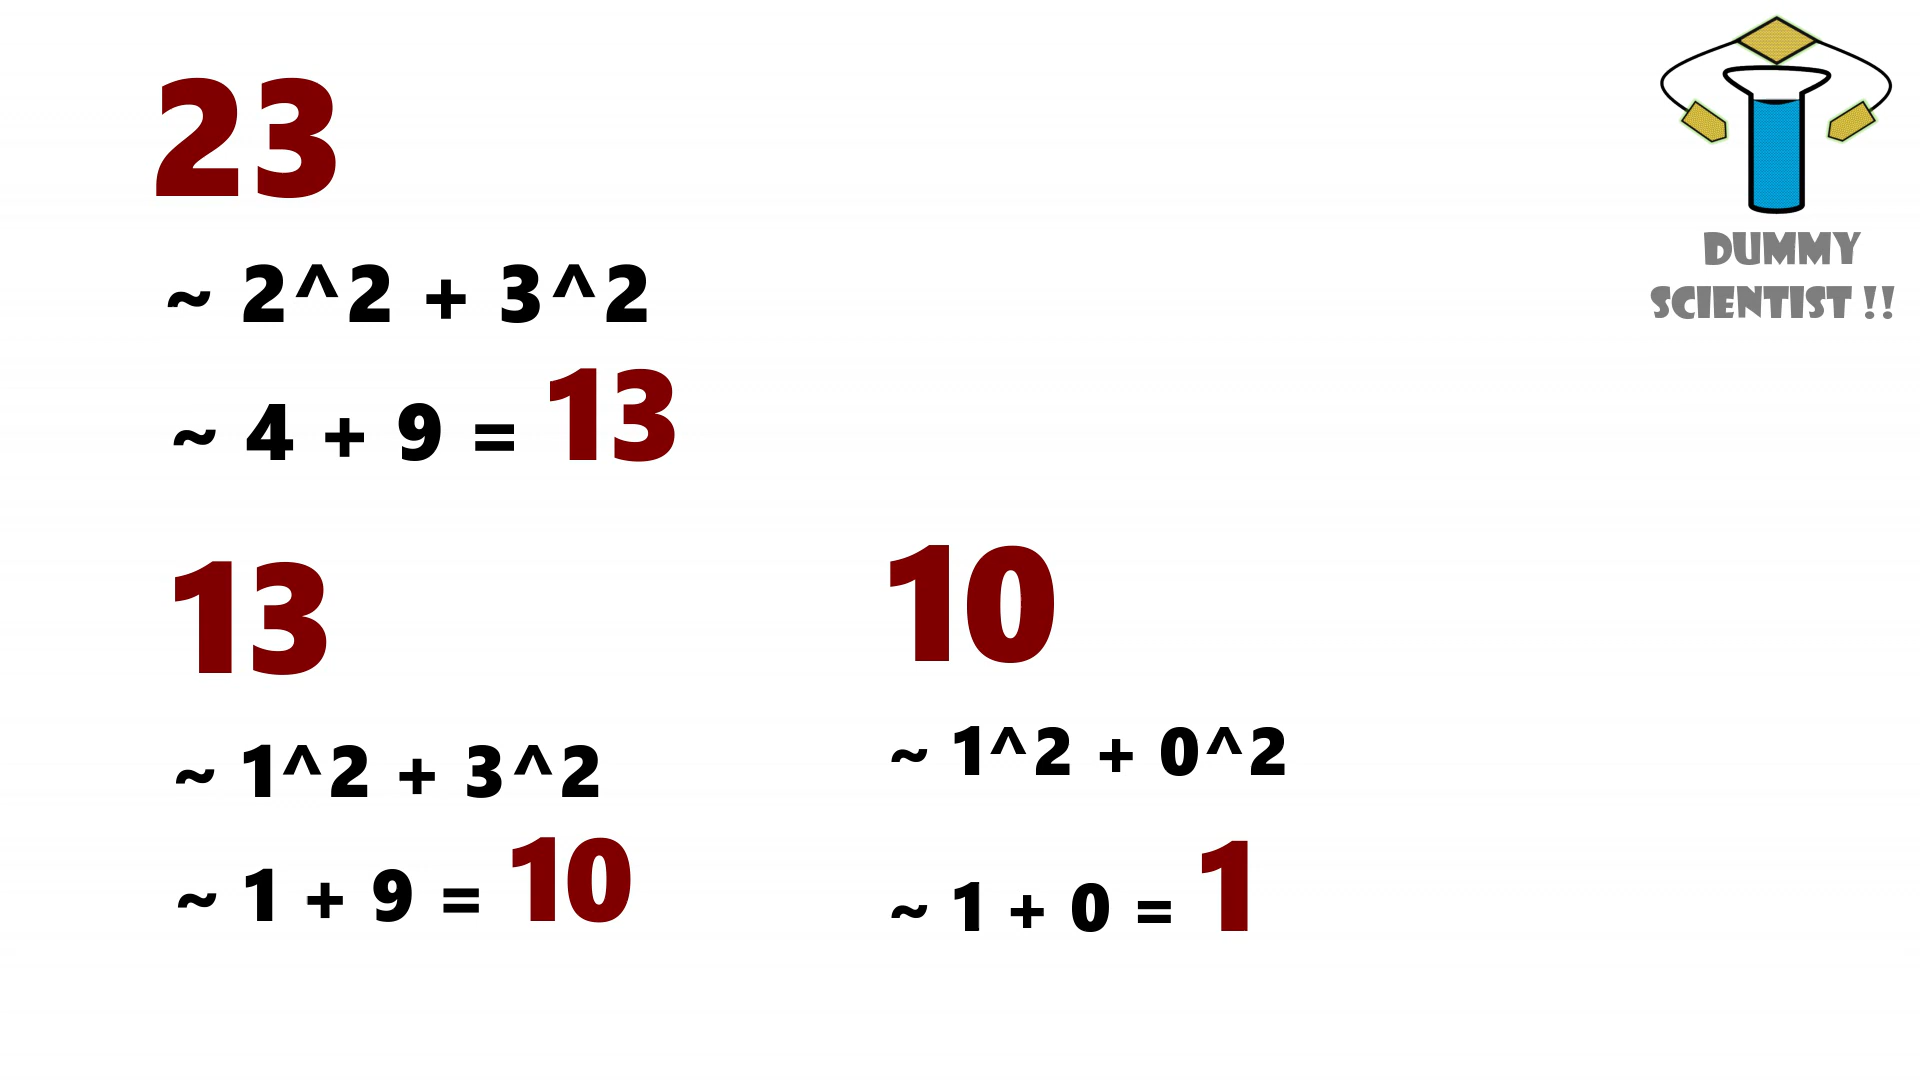 23
~ 2^2 + 3^2
~ 4 + 9 = 13
13
~ 1^2 + 3^2
~ 1 + 9 = 10
10
~ 1^2 + 0^2
~ 1 + 0 = 1
DUMMY
SCIENTIST !!